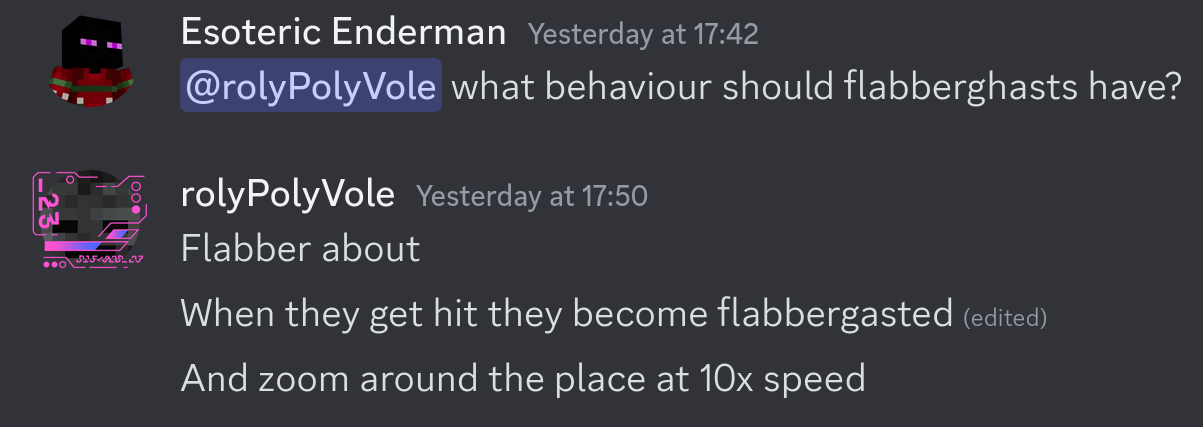 Esoteric Enderman Yesterday at 17:42
@rolyPolyVole what behaviour should flabberghasts have?
rolyPolyVole Yesterday at 17:50
Flabber about
When they get hit they become flabbergasted (edited)
And zoom around the place at 10x speed